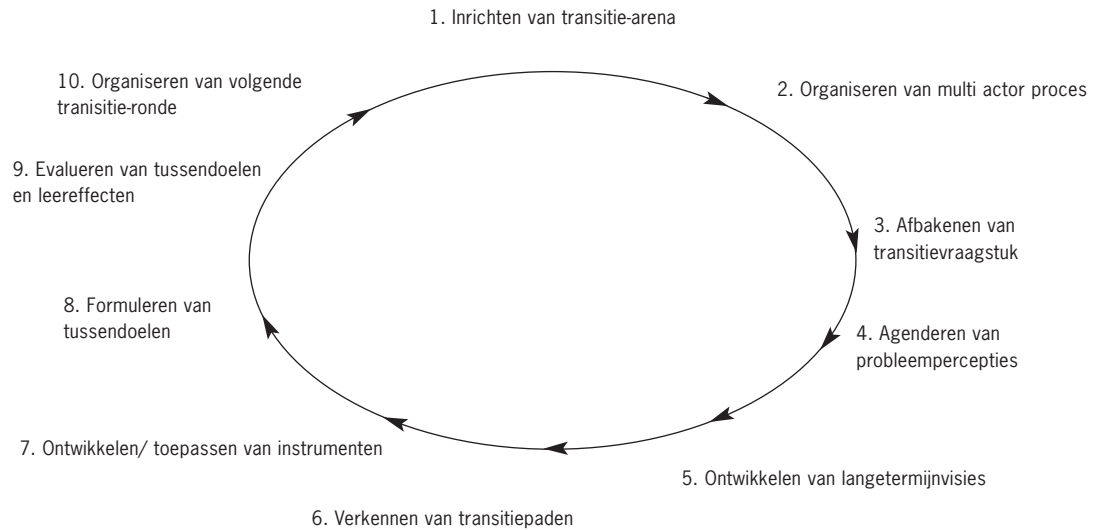 1. Inrichten van transitie-arena
2. Organiseren van multi actor proces
3. Afbakenen van
transitievraagstuk
4. Agenderen van
probleempercepties
5. Ontwikkelen van langetermijnvisies
6. Verkennen van transitiepaden
7. Ontwikkelen/ toepassen van instrumenten
8. Formuleren van
tussendoelen
9. Evalueren van tussendoelen
en leereffecten
10. Organiseren van volgende
tranisitie-ronde